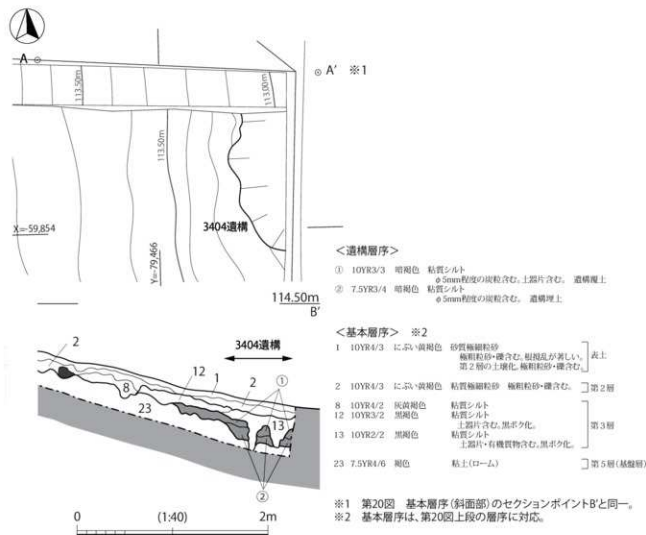 A
A' ※1
113.50m
113.00m
113.50m
3404遺構
X=-59,854
Y=-79,466
114.50m
B'
3404遺構
2
12
1
2
①
8
23
13
②
0 (1:40) 2m
<遺構層序>
① 10YR3/3 暗褐色 粘質シルト
φ5mm程度の炭粒含む、土器片含む。 遺構覆土
② 7.5YR3/4 暗褐色 粘質シルト
φ5mm程度の炭粒含む。 遺構埋土
<基本層序> ※2
1 10YR4/3 にぶい黄褐色 砂質極細粒砂
極粗粒砂・礫含む。根撹乱が著しい。
第2層の土壌化、極粗粒砂・礫含む。
表土
2 10YR4/3 にぶい黄褐色 粘質極細粒砂 極粗粒砂・礫含む。 第2層
8 10YR4/2 灰黄褐色 粘質シルト
12 10YR3/2 黒褐色 粘質シルト
土器片含む、黒ボク化。
第3層
13 10YR2/2 黒褐色 粘質シルト
土器片・有機質物含む、黒ボク化。
23 7.5YR4/6 褐色 粘土(ローム) 第5層(基盤層)
※1 第20図 基本層序(斜面部)のセクションポイントB'と同一。
※2 基本層序は、第20図上段の層序に対応。